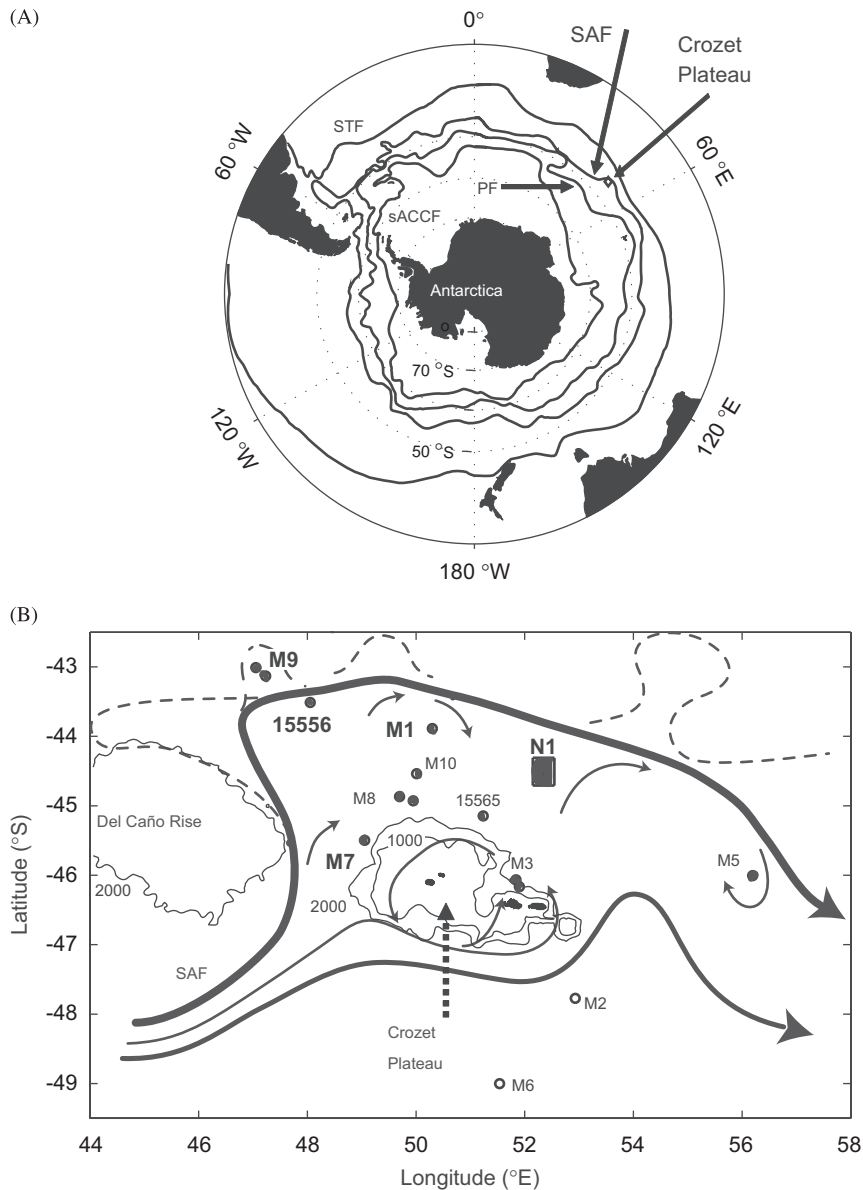 (A)
0°
SAF
Crozet
Plateau
STF
60 °W
60 °E
PF
sACCF
Antarctica
70 °S
50 °S
120 °W
120 °E
180 °W
(B)
-43
M9
15556
M1
N1
-44
M10
M8
15565
-45
Del Caño Rise
M7
1000
M3
M5
-46
2000
2000
-47
SAF
-48
M2
Crozet
Plateau
-49
M6
44
46
48
50
52
54
56
58
Latitude (°S)
Longitude (°E)